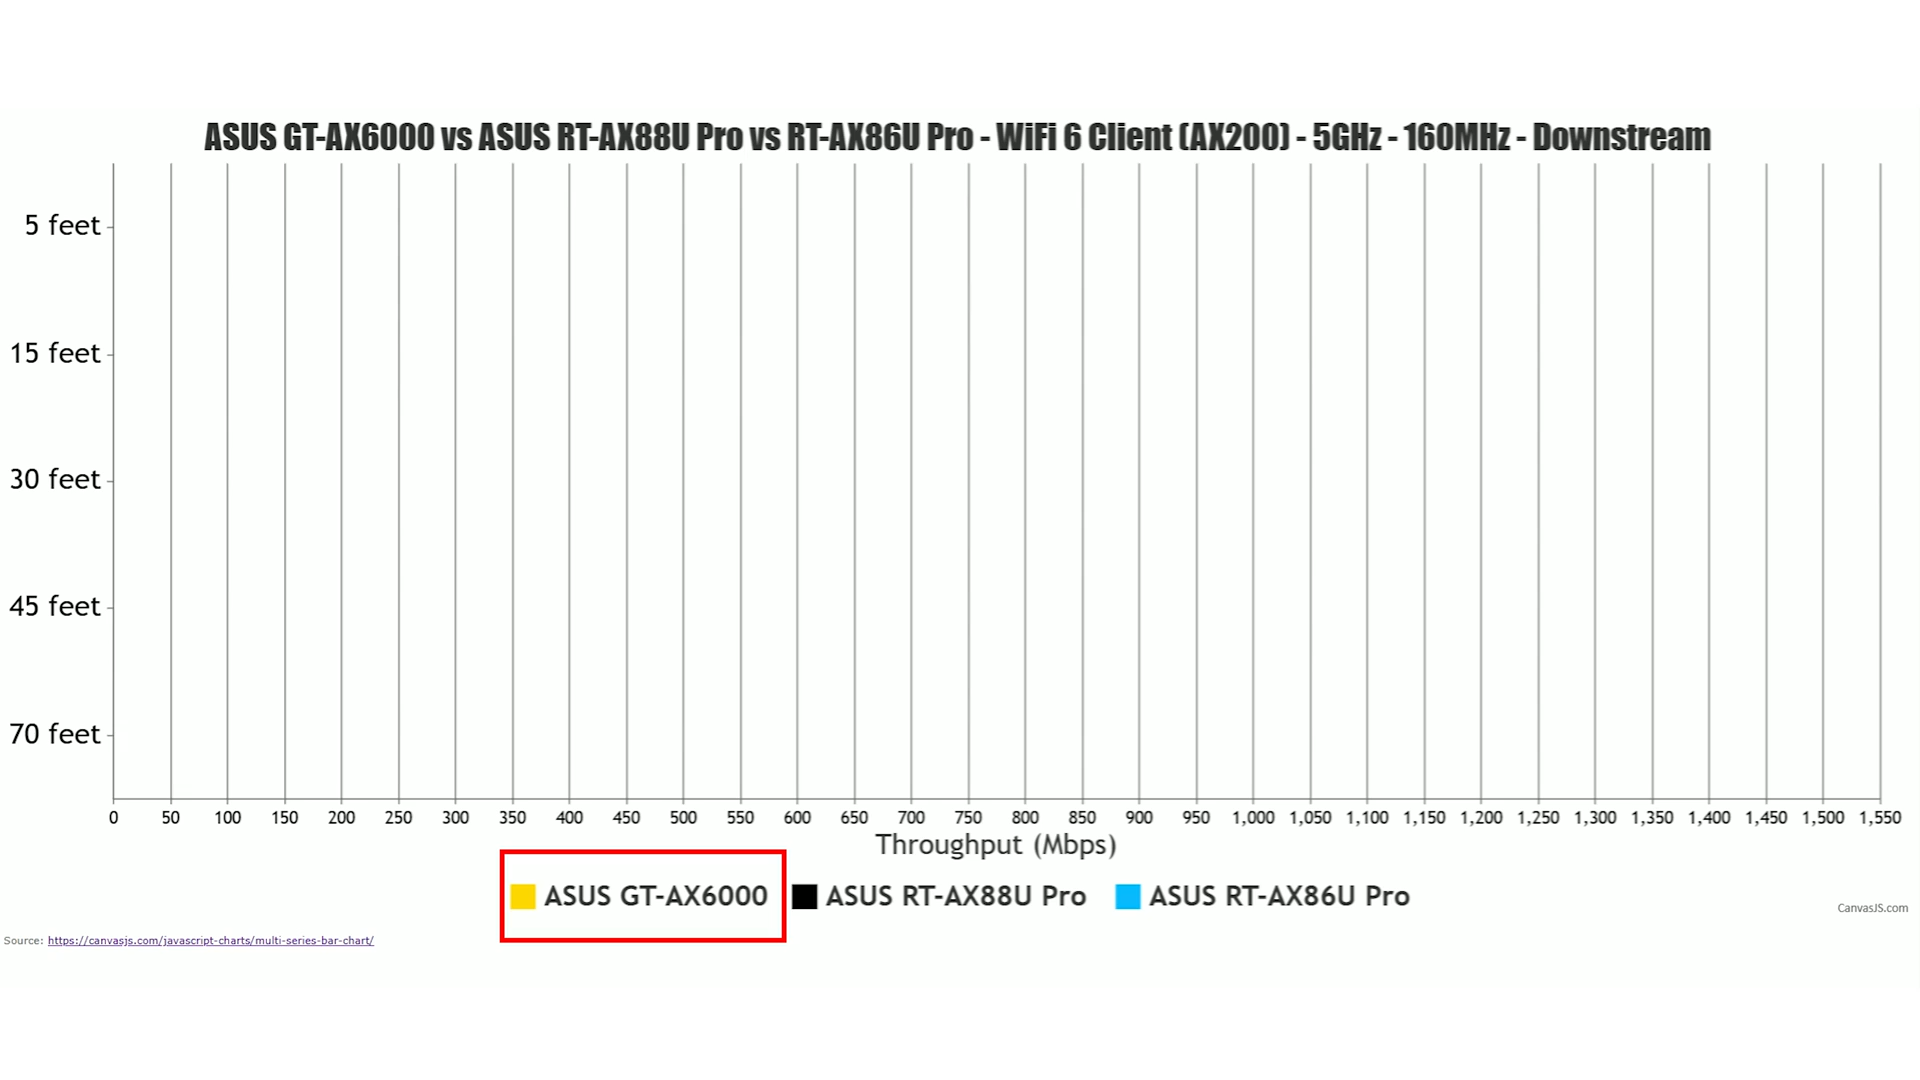 ASUS GT-AX6000 vs ASUS RT-AX88U Pro vs RT-AX86U Pro - WiFi 6 Client (AX200) - 5GHz - 160MHz - Downstream
5 feet
15 feet
30 feet
45 feet
70 feet
0 50 100 150 200 250 300 350 400 450 500 550 600 650 700 750 800 850 900 950 1,000 1,050 1,100 1,150 1,200 1,250 1,300 1,350 1,400 1,450 1,500 1,550
Throughput (Mbps)
ASUS GT-AX6000 ASUS RT-AX88U Pro ASUS RT-AX86U Pro
CanvasJS.com
Source: https://canvasjs.com/javascript-charts/multi-series-bar-chart/